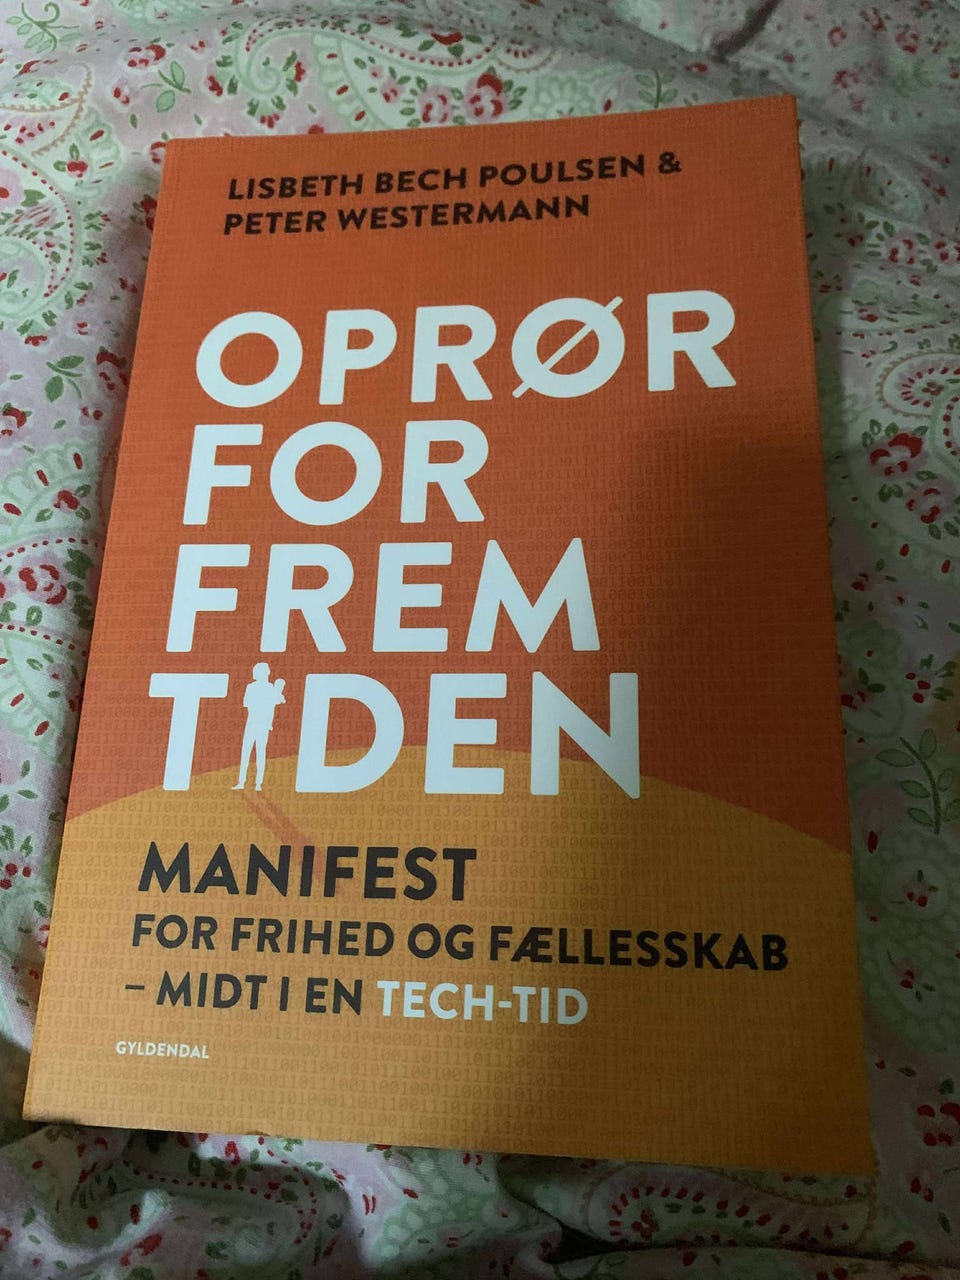 LISBETH BECH POULSEN &
PETER WESTERMANN
OPRØR
FOR
FREM
TIDEN
MANIFEST
FOR FRIHED OG FÆLLESSKAB
– MIDT I EN TECH-TID
GYLDENDAL